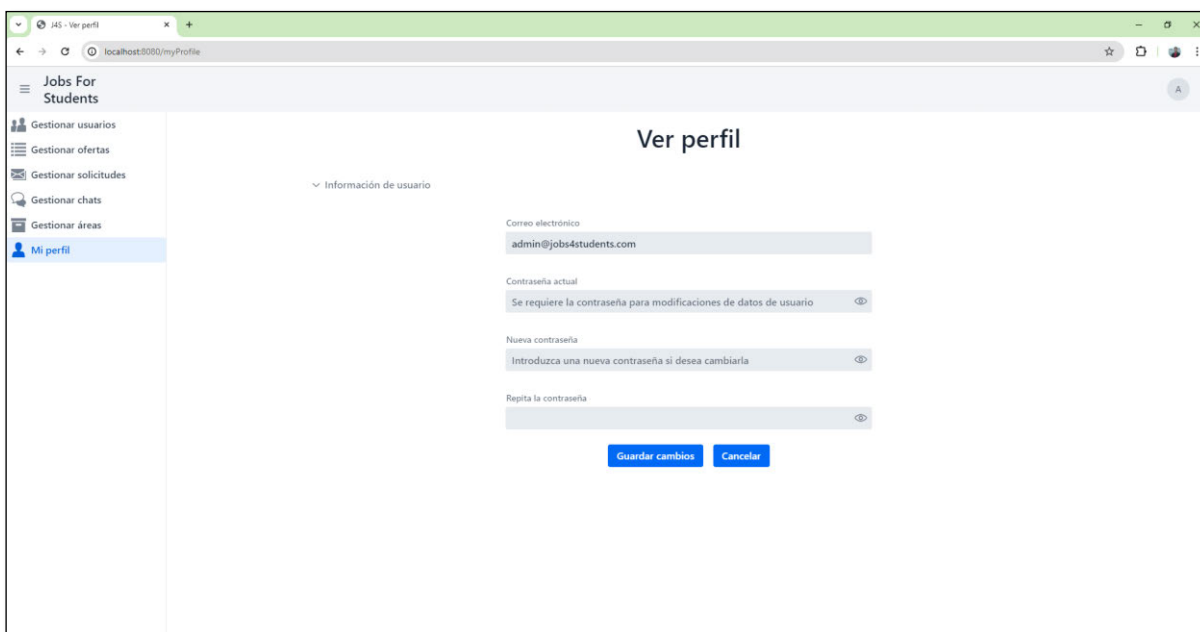 J4S - Ver perfil
localhost:8080/myProfile
Jobs For
Students
A
Gestionar usuarios
Gestionar ofertas
Gestionar solicitudes
Gestionar chats
Gestionar áreas
Mi perfil
Ver perfil
Información de usuario
Correo electrónico
admin@jobs4students.com
Contraseña actual
Se requiere la contraseña para modificaciones de datos de usuario
Nueva contraseña
Introduzca una nueva contraseña si desea cambiarla
Repita la contraseña
Guardar cambios Cancelar